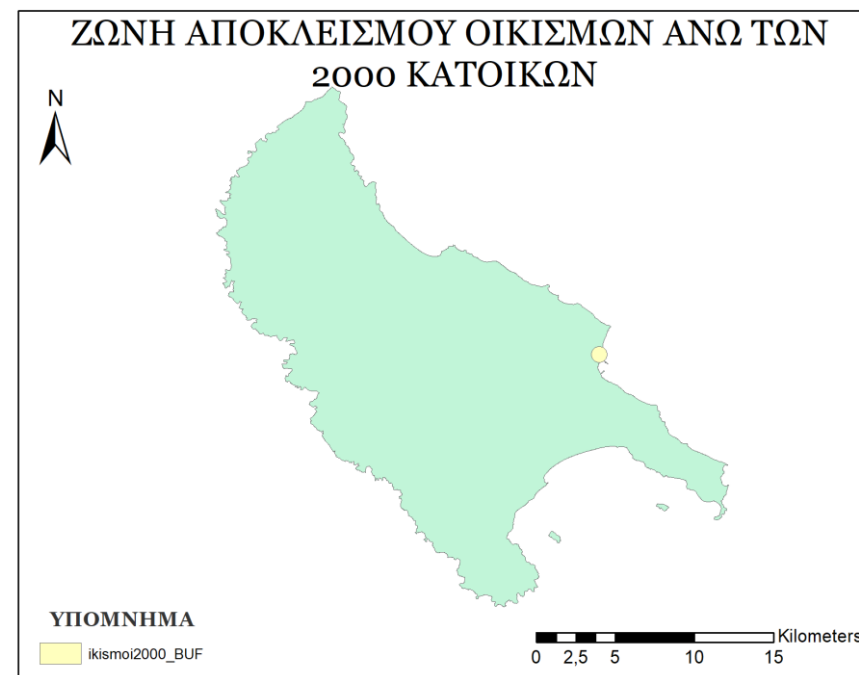 ΖΩΝΗ ΑΠΟΚΛΕΙΣΜΟΥ ΟΙΚΙΣΜΩΝ ΑΝΩ ΤΩΝ
2000 ΚΑΤΟΙΚΩΝ
N
ΥΠΟΜΝΗΜΑ
ikismoi2000_BUF
Kilometers
0 2,5 5 10 15